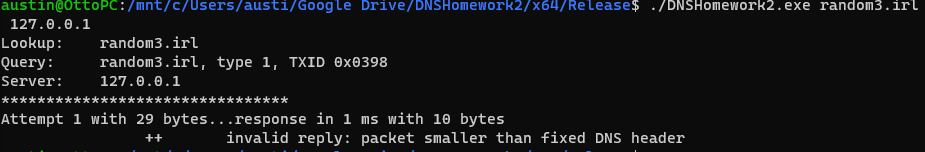 austin@OttoPC:/mnt/c/Users/austi/Google Drive/DNSHomework2/x64/Release$ ./DNSHomework2.exe random3.irl
127.0.0.1
Lookup: random3.irl
Query: random3.irl, type 1, TXID 0x0398
Server: 127.0.0.1
********************************
Attempt 1 with 29 bytes...response in 1 ms with 10 bytes
++ invalid reply: packet smaller than fixed DNS header